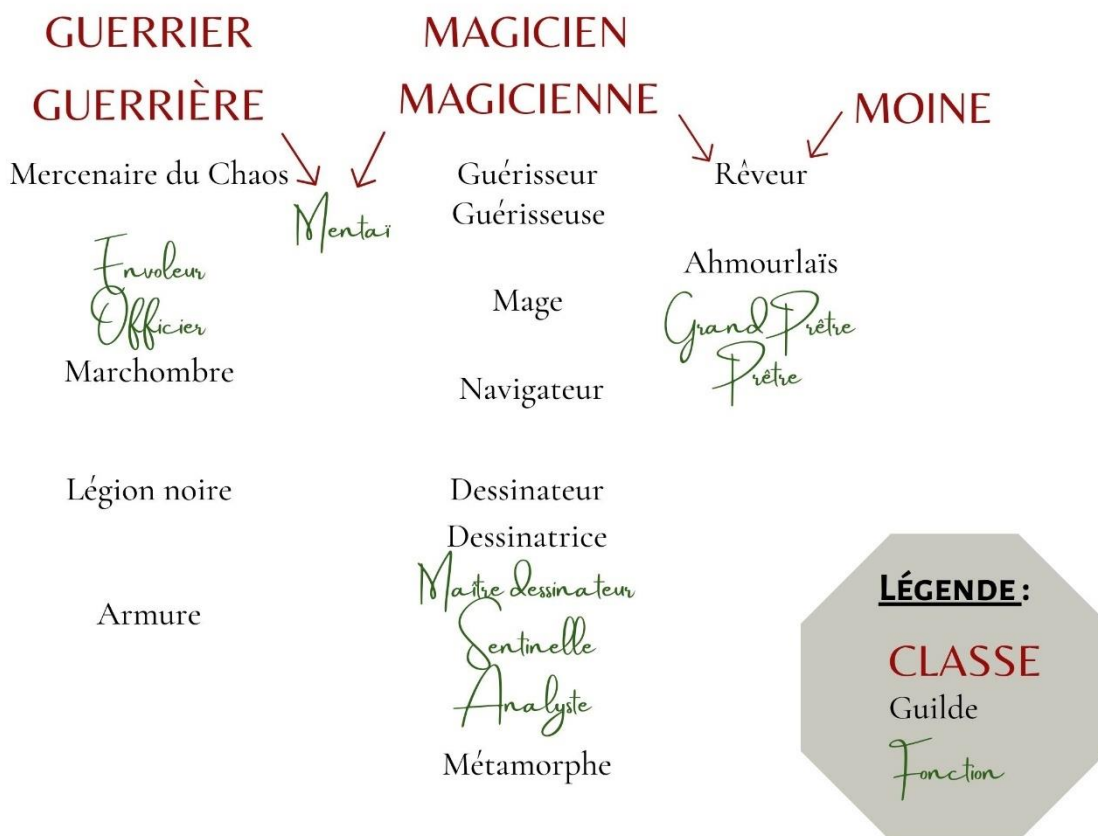 GUERRIER
GUERRIÈRE
Mercenaire du Chaos
Mentaï
Envoleur
Officier
Marchombre
Légion noire
Armure
MAGICIEN
MAGICIENNE
Guérisseur
Guérisseuse
Mage
Navigateur
Dessinateur
Dessinatrice
Maître dessinateur
Sentinelle
Analyste
Métamorphe
MOINE
Rêveur
Ahmourlaïs
Grand Prêtre
Prêtre
LÉGENDE :
CLASSE
Guilde
Fonction